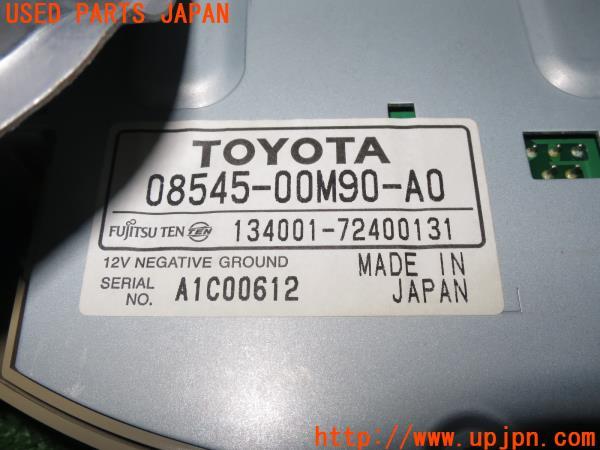 USED PARTS JAPAN
TOYOTA
08545-00M90-A0
FUJITSU TEN TEN 134001-72400131
12V NEGATIVE GROUND
SERIAL NO. A1C00612
MADE IN JAPAN
http://www.upjpn.com